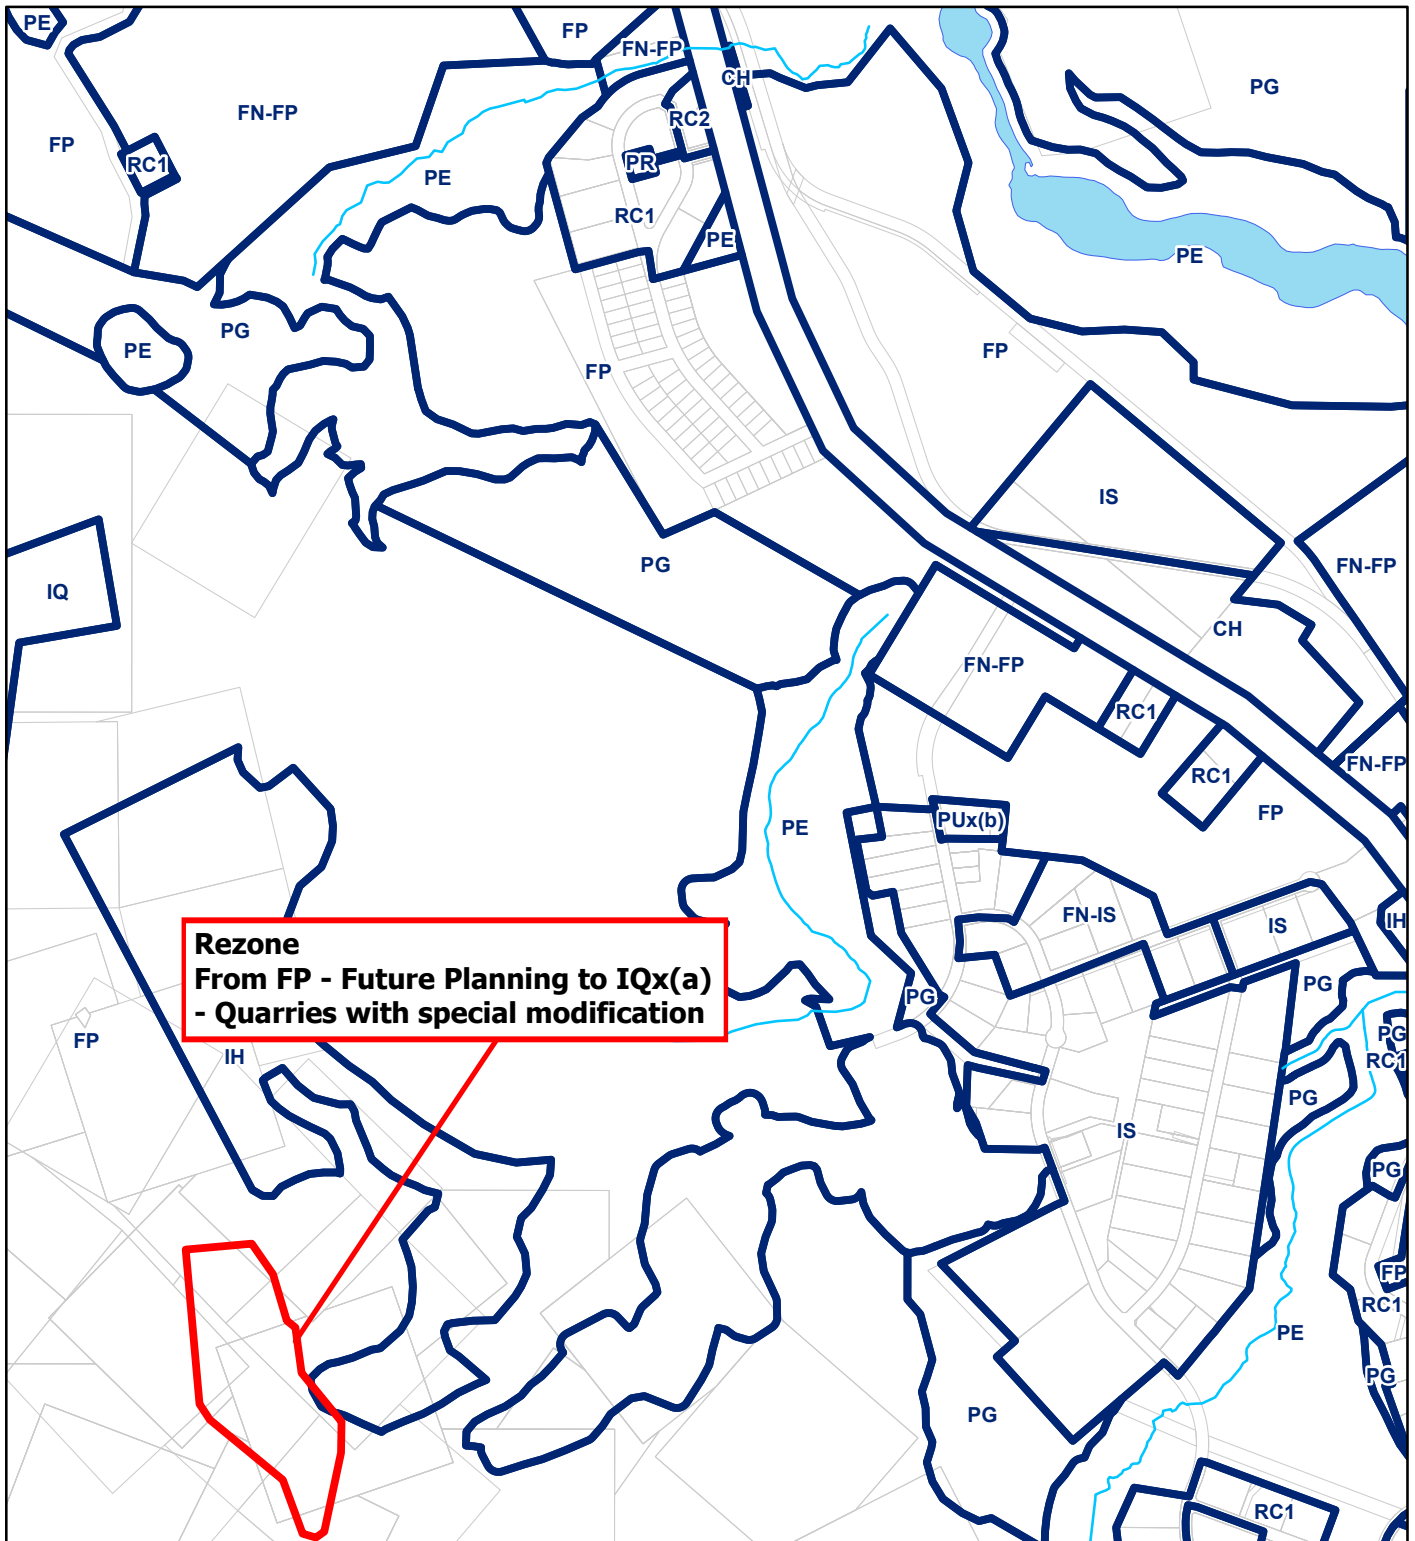 PE
FP
FN-FP
CH
PG
FN-FP
RC2
FP
RC1
PR
PE
RC1
PE
PE
PG
PE
FP
FP
IS
PG
FN-FP
IQ
CH
FN-FP
RC1
FN-FP
RC1
FP
PUx(b)
PE
FN-IS
IS
IH
Rezone
From FP - Future Planning to IQx(a)
- Quarries with special modification
PG
PG
PG
FP
IH
RC1
PG
IS
PG
FP
RC1
PE
PG
PG
RC1